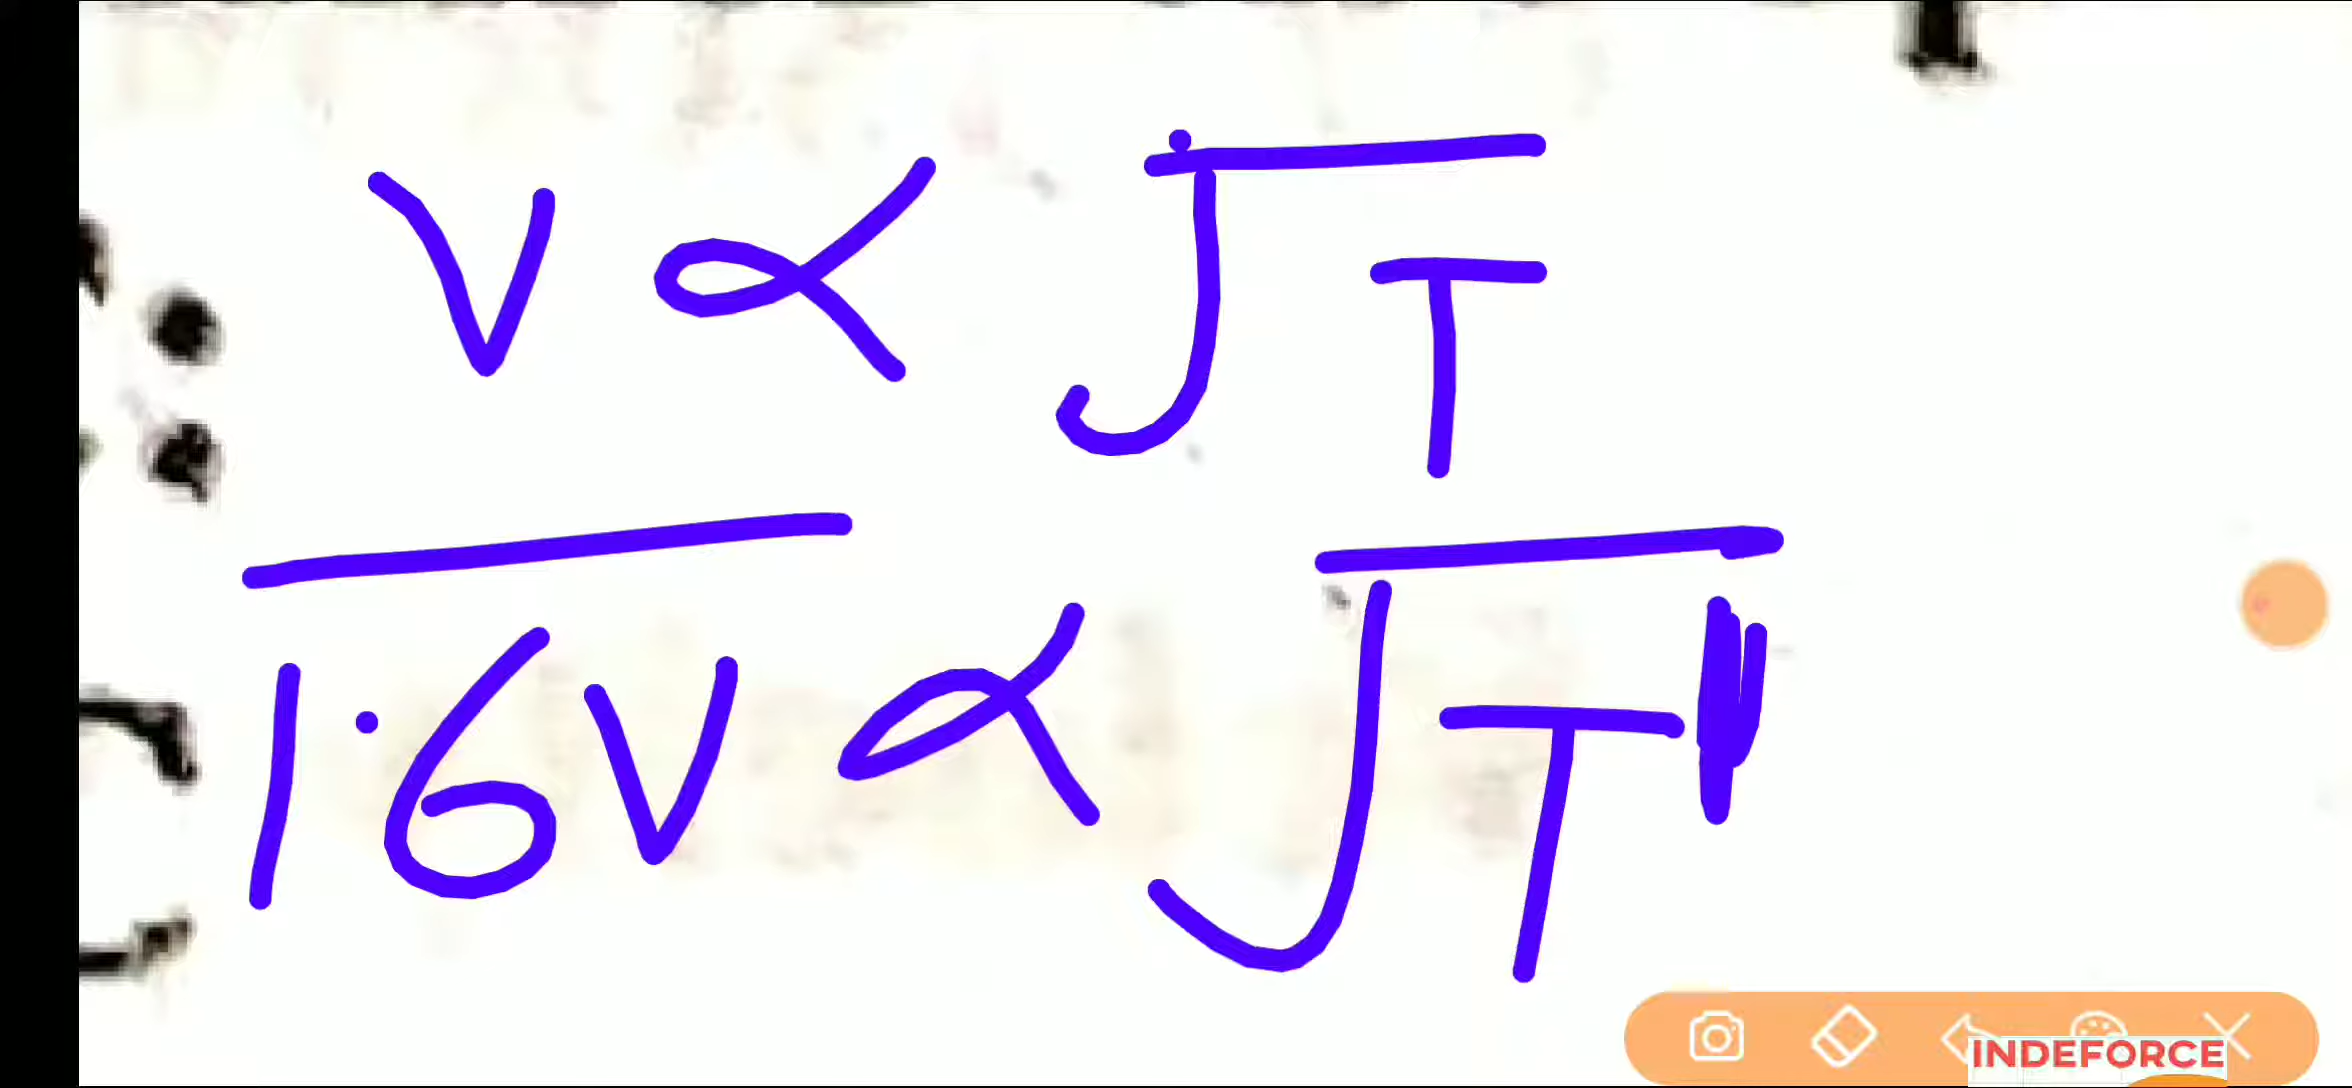 V ∝ √T
1.6V ∝ √T'
INDEFORCE